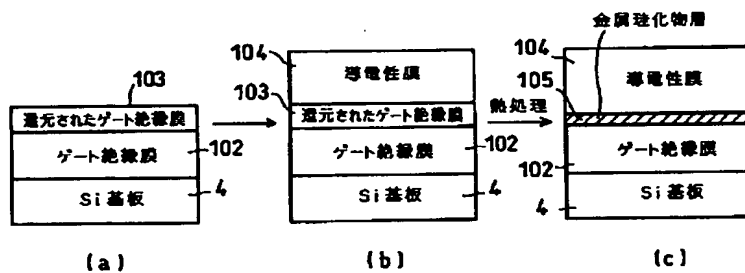 103
還元されたゲート絶縁膜
ゲート絶縁膜
102
Si基板
4
(a)
104
導電性膜
103
還元されたゲート絶縁膜
ゲート絶縁膜
102
Si基板
4
(b)
熱処理
金属珪化物層
104
105
導電性膜
ゲート絶縁膜
102
Si基板
4
(c)